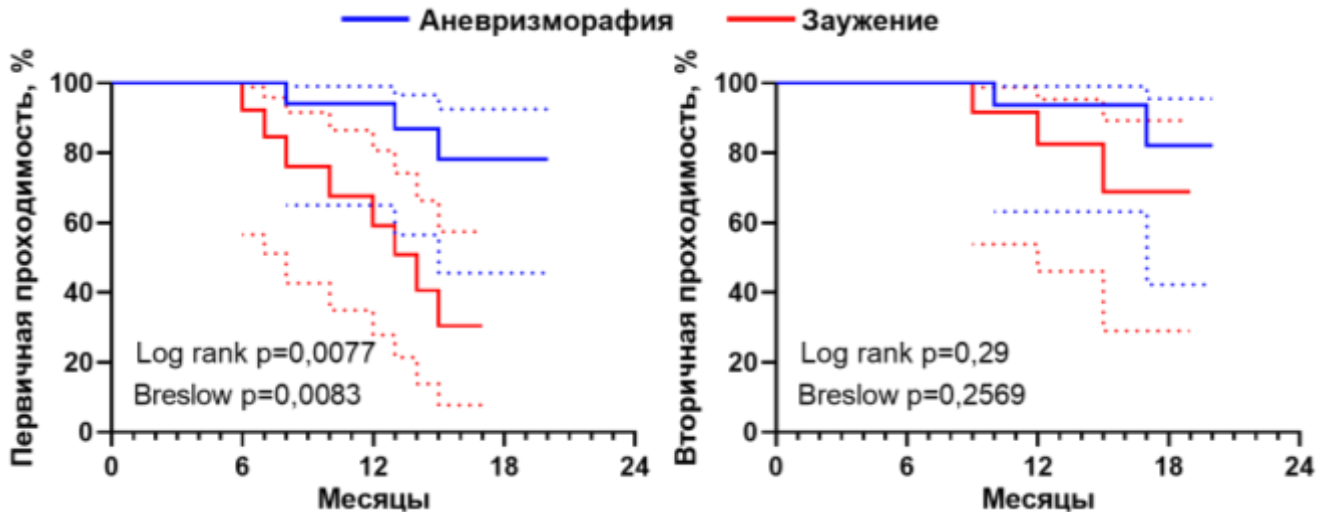 Аневризморафия Заужение
Первичная проходимость, %
100
80
60
40
20
0
Log rank p=0,0077
Breslow p=0,0083
0 6 12 18 24
Месяцы
Вторичная проходимость, %
100
80
60
40
20
0
Log rank p=0,29
Breslow p=0,2569
0 6 12 18 24
Месяцы